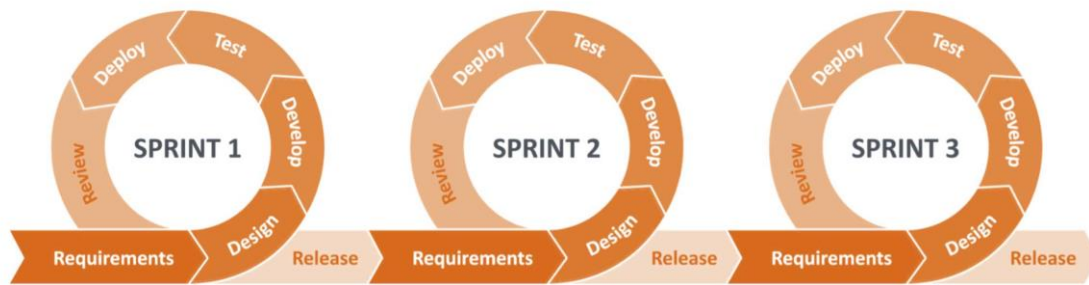 Deploy
Test
Develop
SPRINT 1
Review
Design
Requirements
Release
Deploy
Test
Develop
SPRINT 2
Review
Design
Requirements
Release
Deploy
Test
Develop
SPRINT 3
Review
Design
Requirements
Release